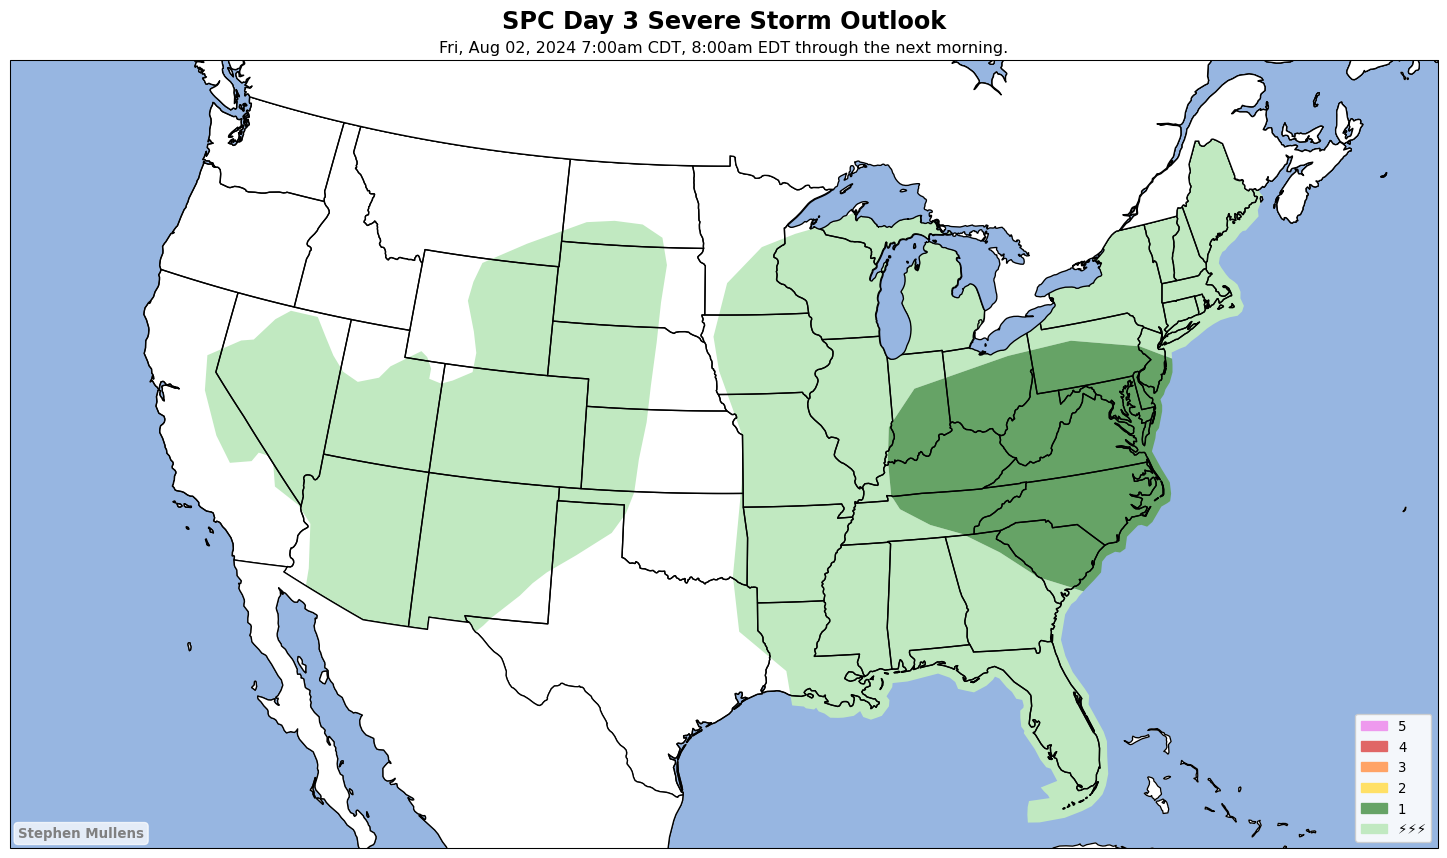 SPC Day 3 Severe Storm Outlook
Fri, Aug 02, 2024 7:00am CDT, 8:00am EDT through the next morning.
5
4
3
2
1
⚡⚡⚡
Stephen Mullens